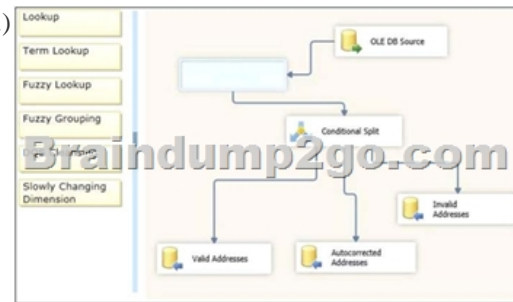 )
Lookup
Term Lookup
Fuzzy Lookup
Fuzzy Grouping
Slowly Changing
Dimension
OLE DB Source
Conditional Split
Braindump2go.com
Invalid
Addresses
Valid Addresses
Autocorrected
Addresses